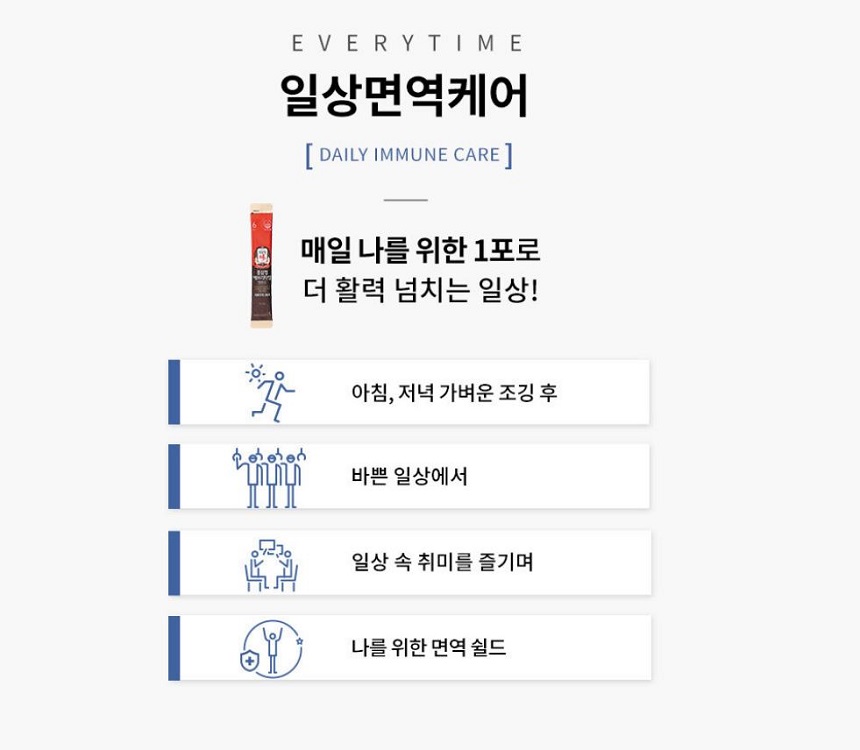 EVERYTIME
일상면역케어
[ DAILY IMMUNE CARE ]
매일 나를 위한 1포로
더 활력 넘치는 일상!
아침, 저녁 가벼운 조깅 후
바쁜 일상에서
일상 속 취미를 즐기며
나를 위한 면역 쉴드